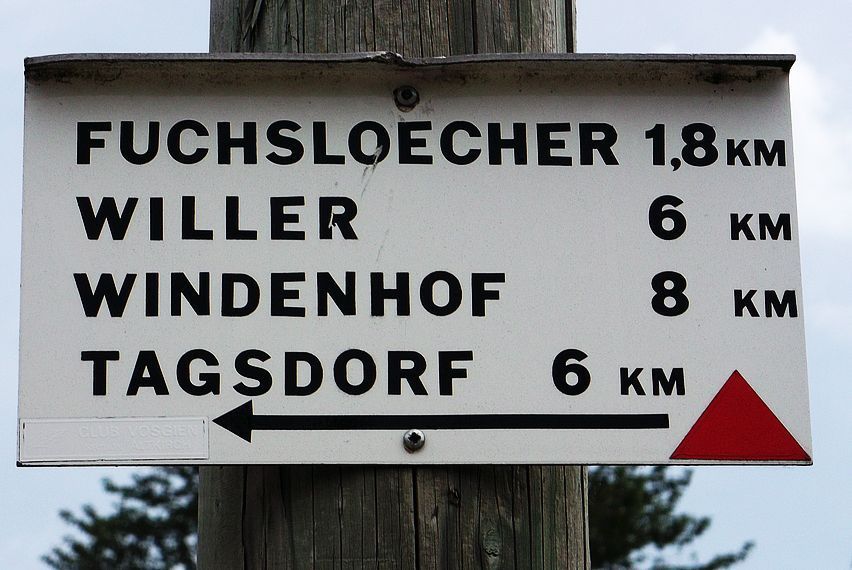 FUCHSLOECHER 1,8 KM
WILLER 6 KM
WINDENHOF 8 KM
TAGSDORF 6 KM
CLUB VOSGIEN